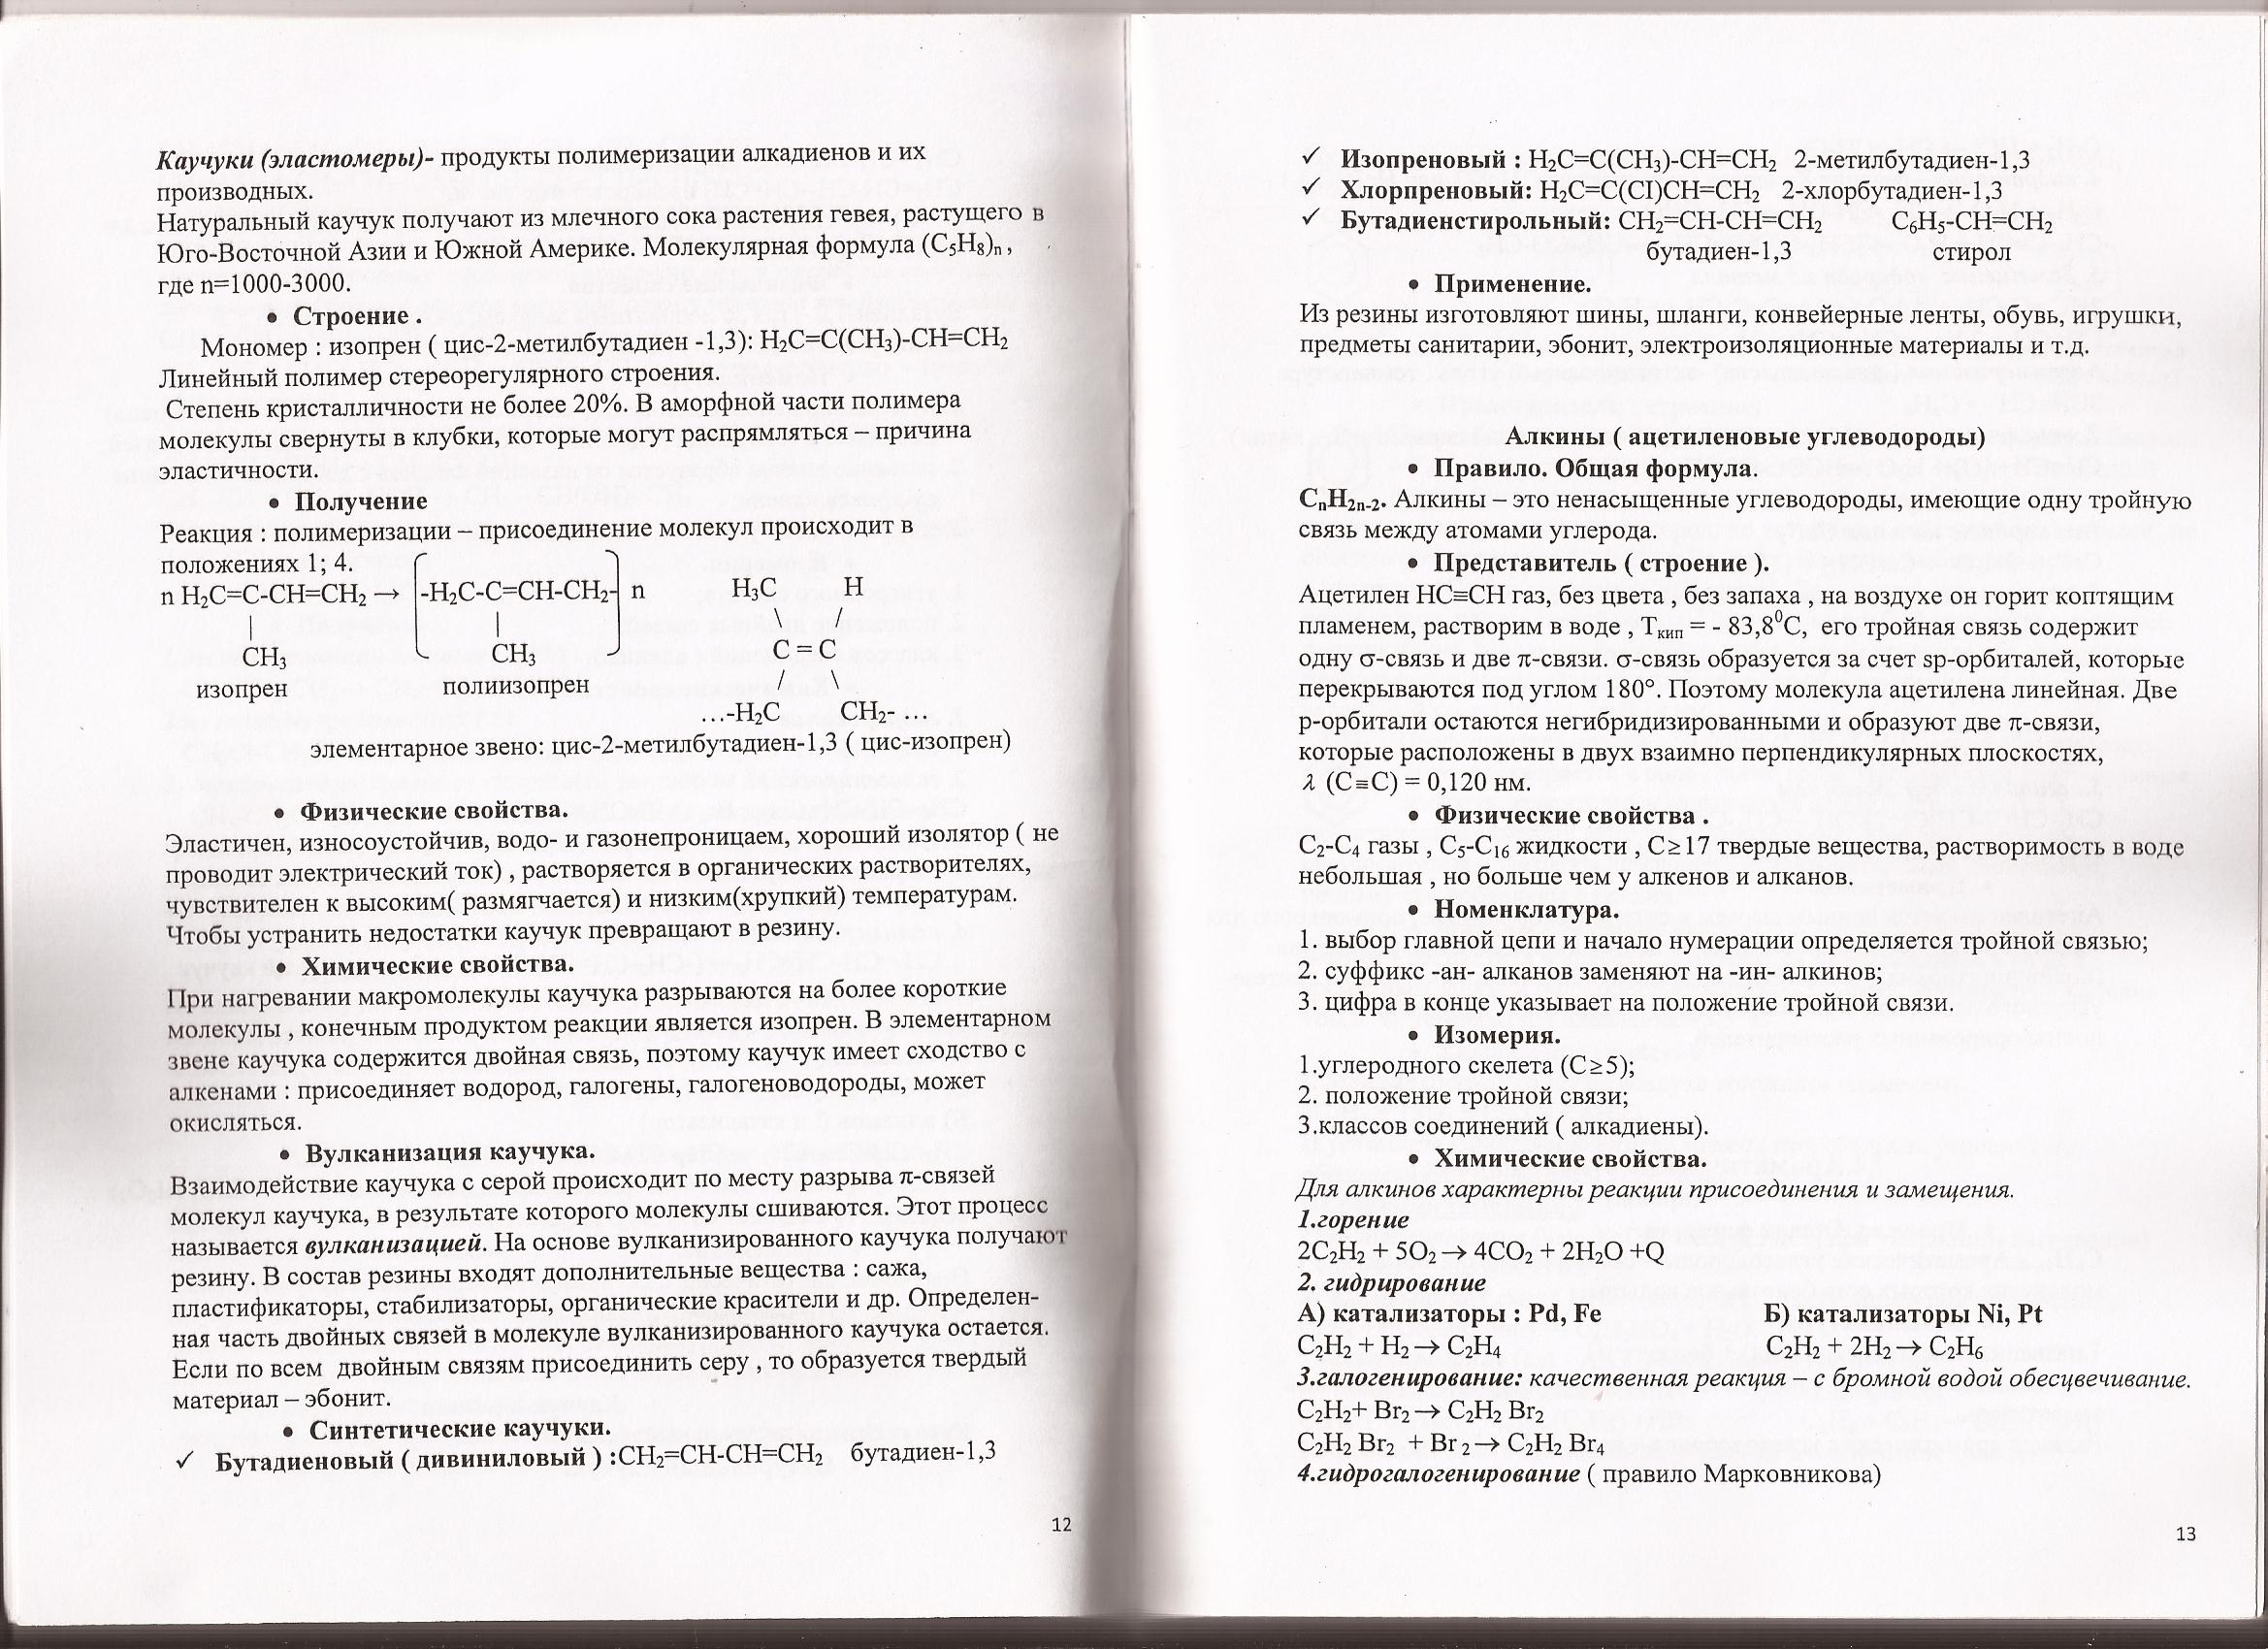 Каучуки (эластомеры)- продукты полимеризации алкадиенов и их
производных.
Натуральный каучук получают из млечного сока растения гевея, растущего в
Юго-Восточной Азии и Южной Америке. Молекулярная формула (C₅H₈)ₙ ,
где n=1000-3000.
• Строение .
Мономер : изопрен ( цис-2-метилбутадиен -1,3): H₂C=C(CH₃)-CH=CH₂
Линейный полимер стереорегулярного строения.
Степень кристалличности не более 20%. В аморфной части полимера
молекулы свернуты в клубки, которые могут распрямляться – причина
эластичности.
• Получение
Реакция : полимеризации – присоединение молекул происходит в
положениях 1; 4.
n H₂C=C-CH=CH₂ → -H₂C-C=CH-CH₂- n H₃C H
| | \ /
CH₃ CH₃ C = C
изопрен полиизопрен / \
…-H₂C CH₂- …
элементарное звено: цис-2-метилбутадиен-1,3 ( цис-изопрен)
• Физические свойства.
Эластичен, износоустойчив, водо- и газонепроницаем, хороший изолятор ( не
проводит электрический ток) , растворяется в органических растворителях,
чувствителен к высоким( размягчается) и низким(хрупкий) температурам.
Чтобы устранить недостатки каучук превращают в резину.
• Химические свойства.
При нагревании макромолекулы каучука разрываются на более короткие
молекулы , конечным продуктом реакции является изопрен. В элементарном
звене каучука содержится двойная связь, поэтому каучук имеет сходство с
алкенами : присоединяет водород, галогены, галогеноводороды, может
окисляться.
• Вулканизация каучука.
Взаимодействие каучука с серой происходит по месту разрыва π-связей
молекул каучука, в результате которого молекулы сшиваются. Этот процесс
называется вулканизацией. На основе вулканизированного каучука получают
резину. В состав резины входят дополнительные вещества : сажа,
пластификаторы, стабилизаторы, органические красители и др. Определен-
ная часть двойных связей в молекуле вулканизированного каучука остается.
Если по всем двойным связям присоединить серу , то образуется твердый
материал – эбонит.
• Синтетические каучуки.
✓ Бутадиеновый ( дивиниловый ) :CH₂=CH-CH=CH₂ бутадиен-1,3
12
✓ Изопреновый : H₂C=C(CH₃)-CH=CH₂ 2-метилбутадиен-1,3
✓ Хлорпреновый: H₂C=C(CI)CH=CH₂ 2-хлорбутадиен-1,3
✓ Бутадиенстирольный: CH₂=CH-CH=CH₂ C₆H₅-CH=CH₂
бутадиен-1,3 стирол
• Применение.
Из резины изготовляют шины, шланги, конвейерные ленты, обувь, игрушки,
предметы санитарии, эбонит, электроизоляционные материалы и т.д.
Алкины ( ацетиленовые углеводороды)
• Правило. Общая формула.
CₙH₂ₙ₋₂. Алкины – это ненасыщенные углеводороды, имеющие одну тройную
связь между атомами углерода.
• Представитель ( строение ).
Ацетилен HC≡CH газ, без цвета , без запаха , на воздухе он горит коптящим
пламенем, растворим в воде , Tкип = - 83,8⁰C, его тройная связь содержит
одну σ-связь и две π-связи. σ-связь образуется за счет sp-орбиталей, которые
перекрываются под углом 180°. Поэтому молекула ацетилена линейная. Две
p-орбитали остаются негибридизированными и образуют две π-связи,
которые расположены в двух взаимно перпендикулярных плоскостях,
λ (C≡C) = 0,120 нм.
• Физические свойства .
C₂-C₄ газы , C₅-C₁₆ жидкости , C≥17 твердые вещества, растворимость в воде
небольшая , но больше чем у алкенов и алканов.
• Номенклатура.
1. выбор главной цепи и начало нумерации определяется тройной связью;
2. суффикс -ан- алканов заменяют на -ин- алкинов;
3. цифра в конце указывает на положение тройной связи.
• Изомерия.
1.углеродного скелета (C≥5);
2. положение тройной связи;
3.классов соединений ( алкадиены).
• Химические свойства.
Для алкинов характерны реакции присоединения и замещения.
1.горение
2C₂H₂ + 5O₂→ 4CO₂ + 2H₂O +Q
2. гидрирование
А) катализаторы : Pd, Fe Б) катализаторы Ni, Pt
C₂H₂ + H₂→ C₂H₄ C₂H₂ + 2H₂→ C₂H₆
3.галогенирование: качественная реакция – с бромной водой обесцвечивание.
C₂H₂+ Br₂→ C₂H₂ Br₂
C₂H₂ Br₂ + Br ₂→ C₂H₂ Br₄
4.гидрогалогенирование ( правило Марковникова)
13